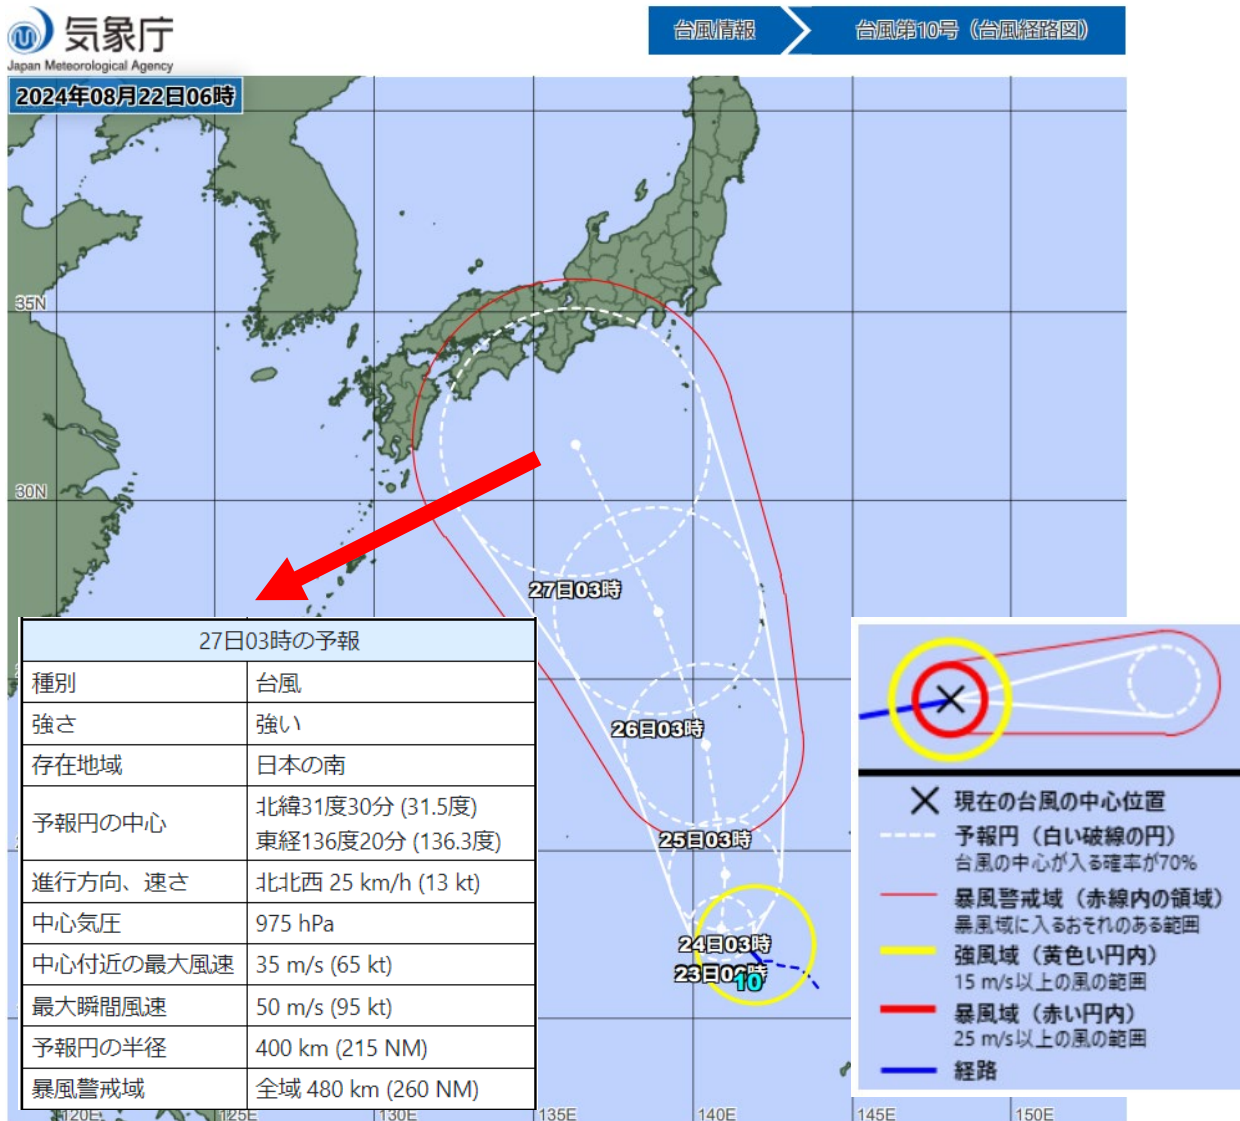 気象庁
Japan Meteorological Agency
台風情報
台風第10号（台風経路図）
2024年08月22日06時
35N
30N
27日03時
26日03時
25日03時
24日03時
10
27日03時の予報
種別 台風
強さ 強い
存在地域 日本の南
予報円の中心 北緯31度30分 (31.5度)
東経136度20分 (136.3度)
進行方向、速さ 北北西 25 km/h (13 kt)
中心気圧 975 hPa
中心付近の最大風速 35 m/s (65 kt)
最大瞬間風速 50 m/s (95 kt)
予報円の半径 400 km (215 NM)
暴風警戒域 全域 480 km (260 NM)
現在の台風の中心位置
予報円（白い破線の円）
台風の中心が入る確率が70%
暴風警戒域（赤線内の領域）
暴風域に入るおそれのある範囲
強風域（黄色い円内）
15 m/s以上の風の範囲
暴風域（赤い円内）
25 m/s以上の風の範囲
経路
120E
125E
130E
135E
140E
145E
150E